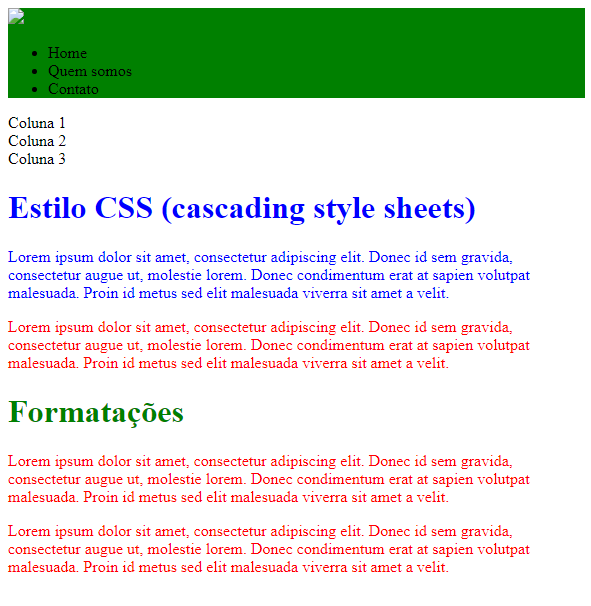 Home
Quem somos
Contato
Coluna 1
Coluna 2
Coluna 3
Estilo CSS (cascading style sheets)
Lorem ipsum dolor sit amet, consectetur adipiscing elit. Donec id sem gravida,
consectetur augue ut, molestie lorem. Donec condimentum erat at sapien volutpat
malesuada. Proin id metus sed elit malesuada viverra sit amet a velit.
Lorem ipsum dolor sit amet, consectetur adipiscing elit. Donec id sem gravida,
consectetur augue ut, molestie lorem. Donec condimentum erat at sapien volutpat
malesuada. Proin id metus sed elit malesuada viverra sit amet a velit.
Formatações
Lorem ipsum dolor sit amet, consectetur adipiscing elit. Donec id sem gravida,
consectetur augue ut, molestie lorem. Donec condimentum erat at sapien volutpat
malesuada. Proin id metus sed elit malesuada viverra sit amet a velit.
Lorem ipsum dolor sit amet, consectetur adipiscing elit. Donec id sem gravida,
consectetur augue ut, molestie lorem. Donec condimentum erat at sapien volutpat
malesuada. Proin id metus sed elit malesuada viverra sit amet a velit.